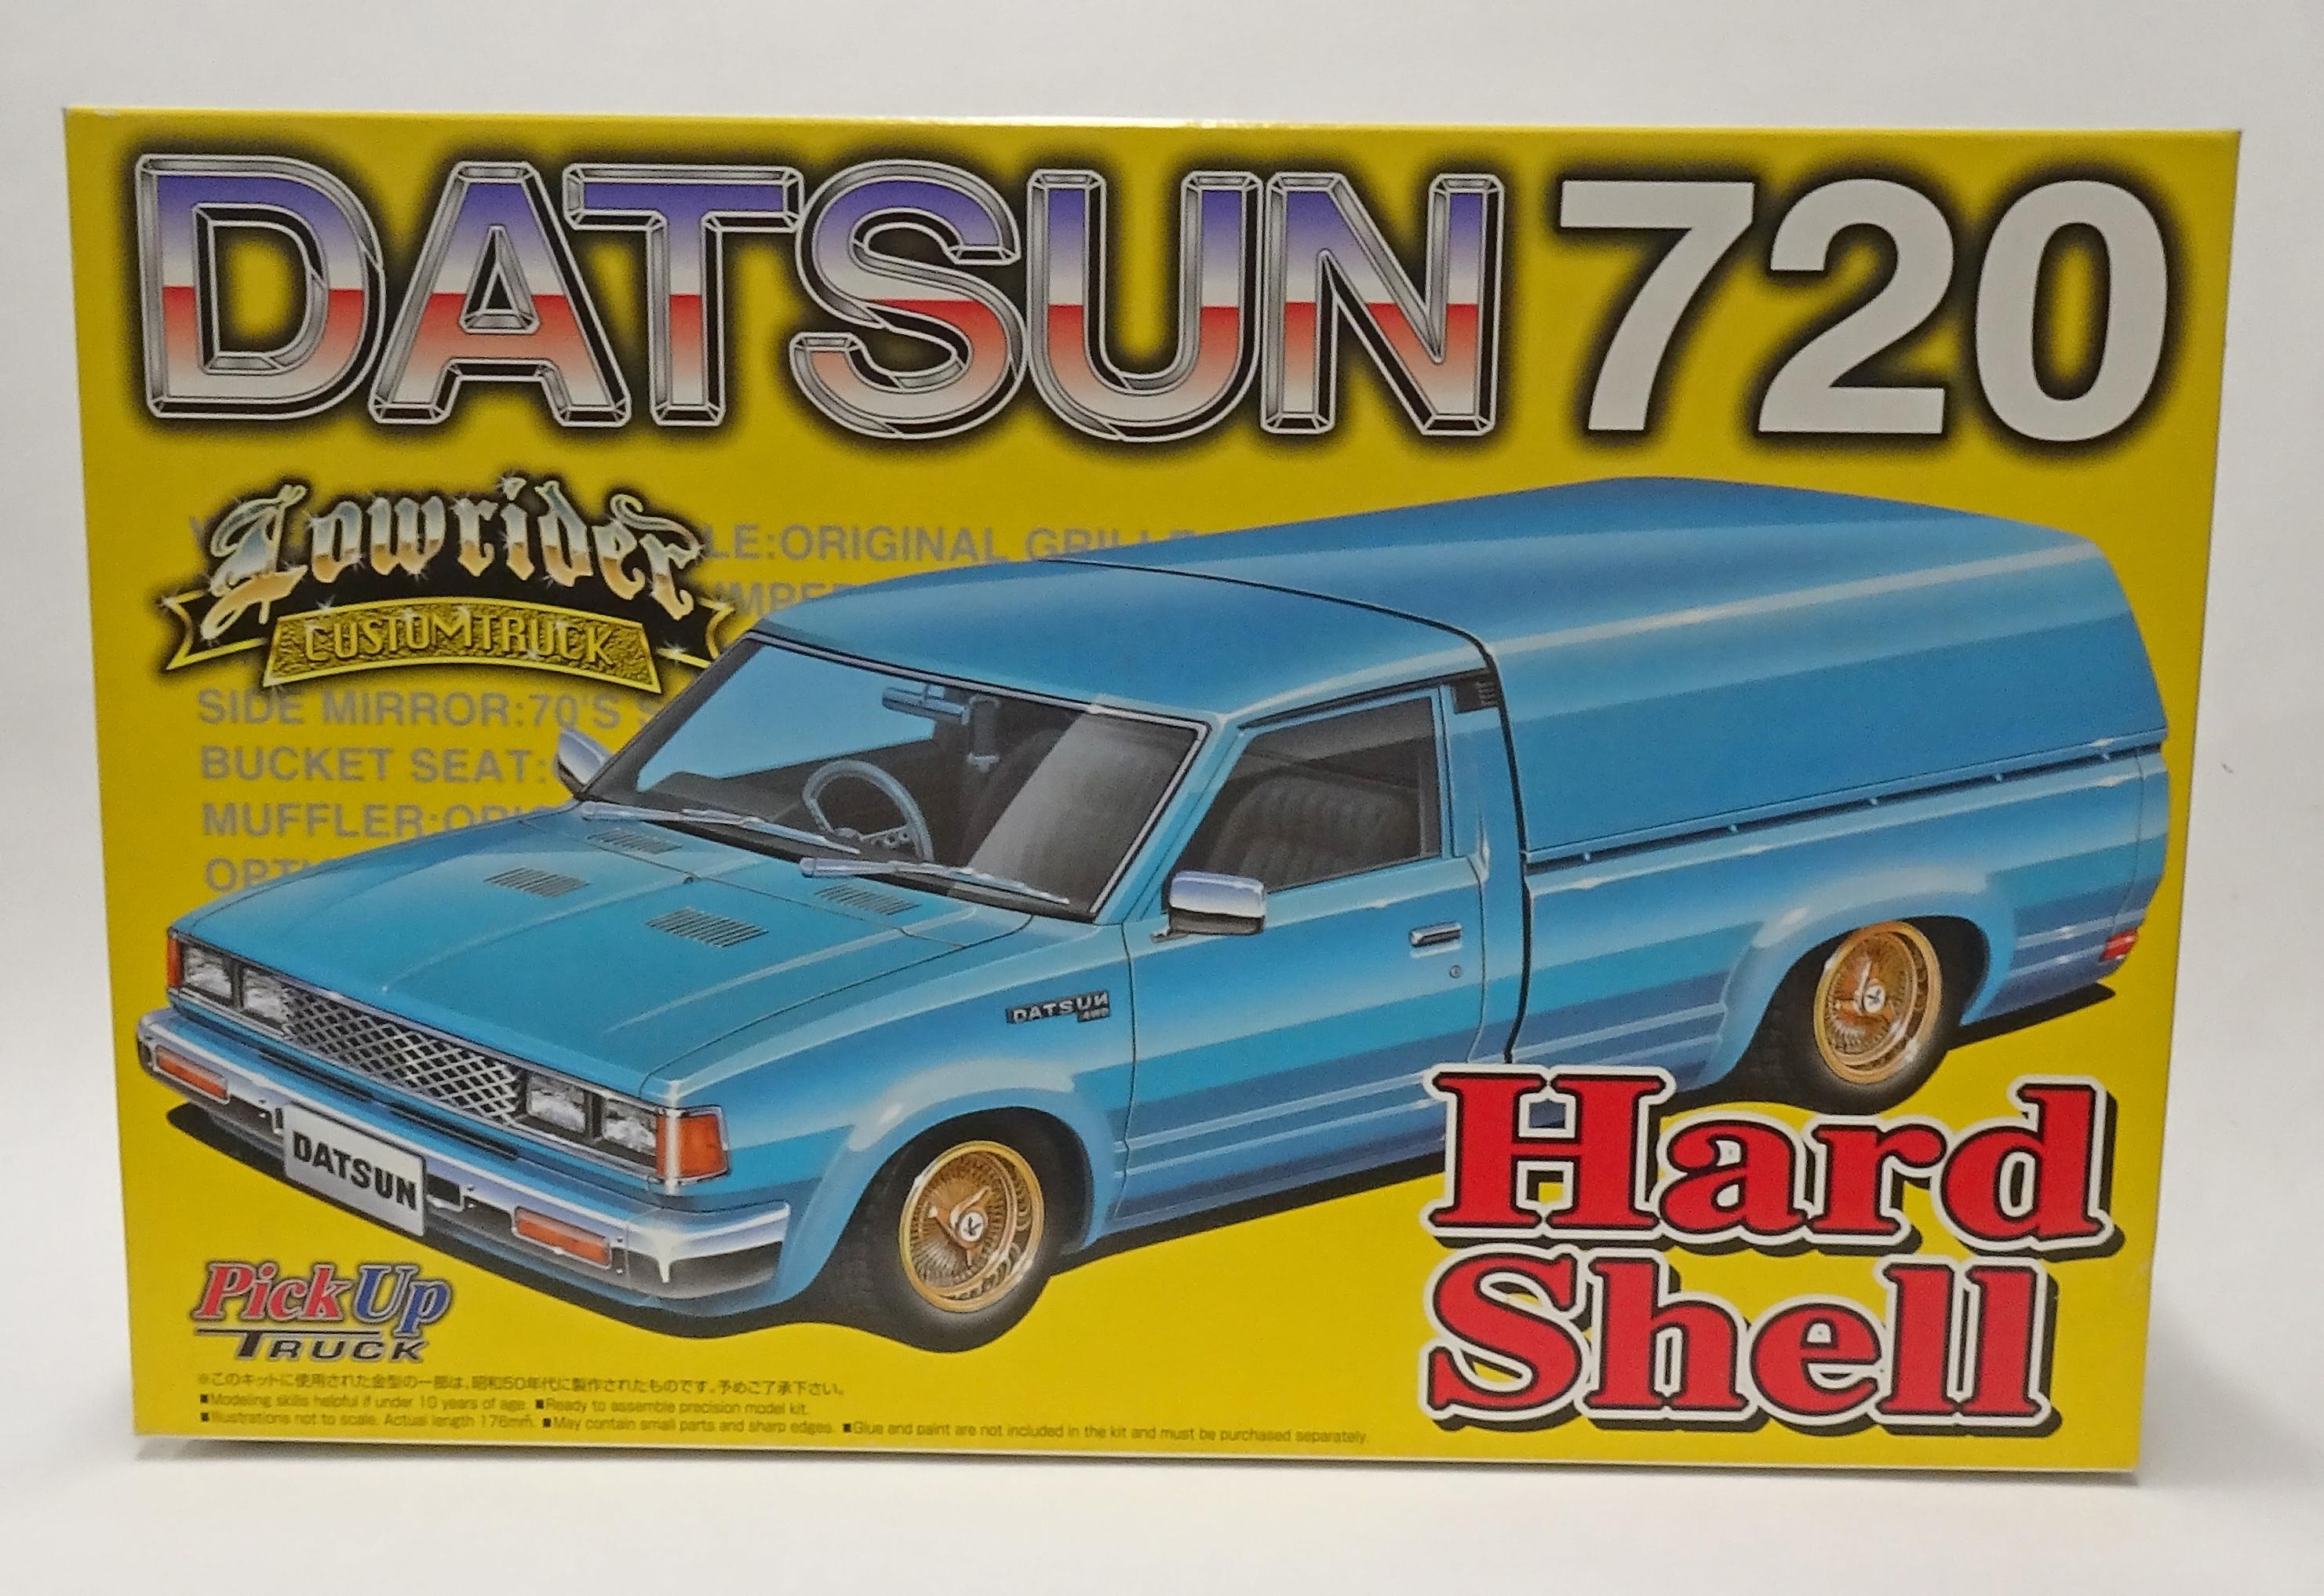 DATSUN 720
Lowrider
CUSTOMTRUCK
LE:ORIGINAL GRILLE
SIDE MIRROR:70'S S
BUCKET SEAT:
MUFFLER:
DATSUN
4WD
DATSUN
Hard
Shell
Pick Up
TRUCK
※このキットに使用された金型の一部は、昭和50年代に製作されたものです。予めご了承下さい。
■Modeling skills helpful if under 10 years of age. ■Ready to assemble precision model kit.
■Illustrations not to scale. Actual length 176mm. ■May contain small parts and sharp edges. ■Glue and paint are not included in the kit and must be purchased separately.